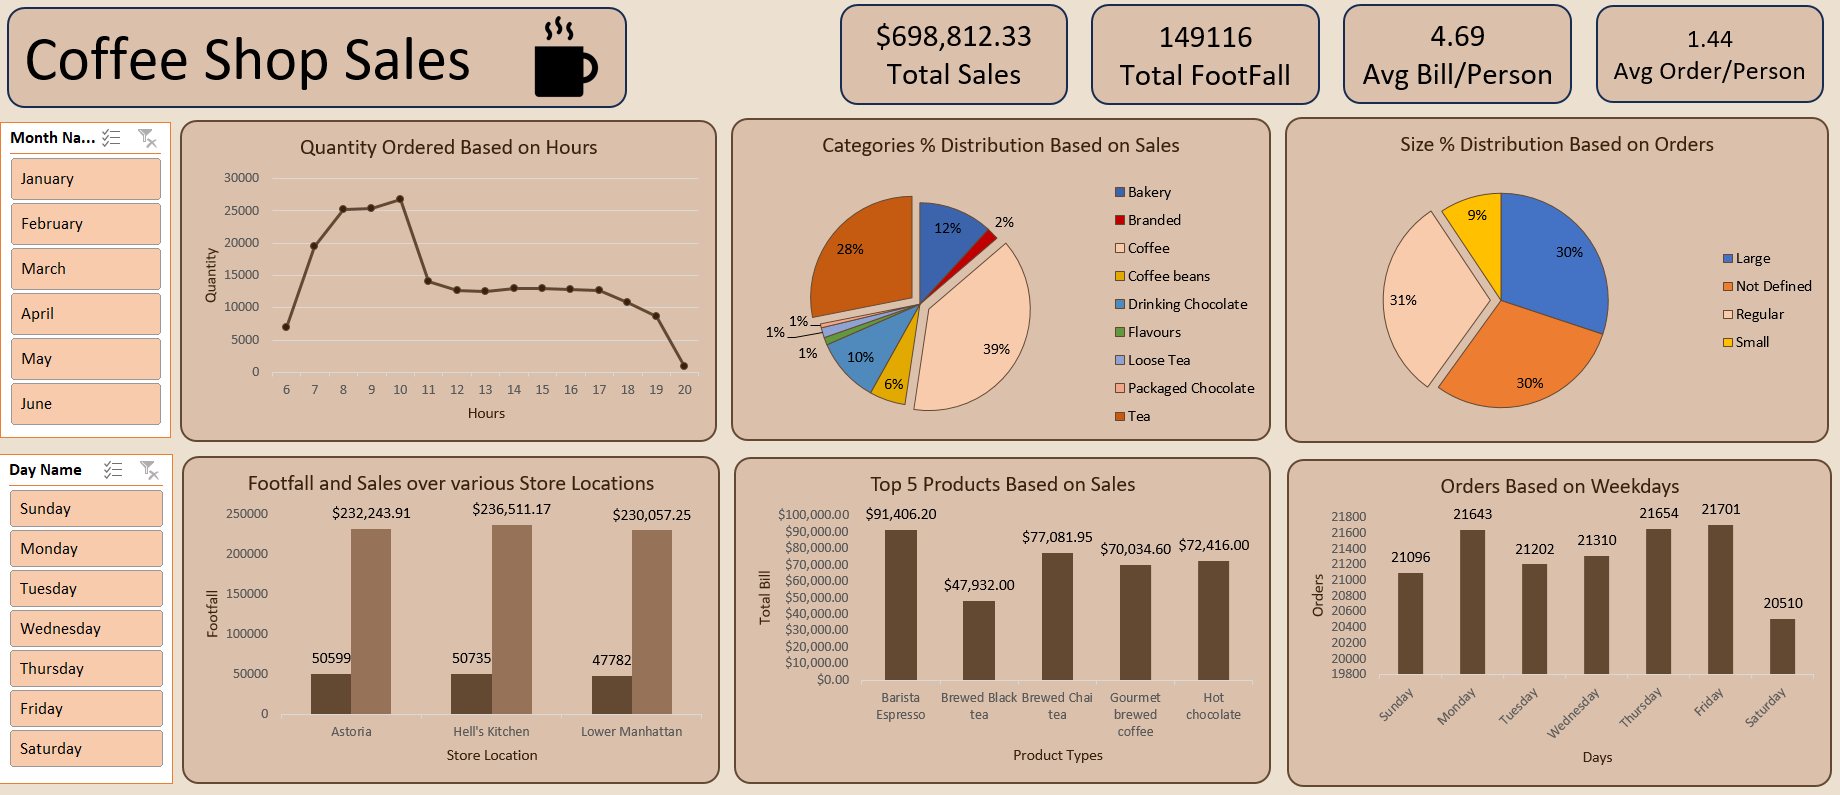 Coffee Shop Sales
$698,812.33
Total Sales
149116
Total FootFall
4.69
Avg Bill/Person
1.44
Avg Order/Person
Month Na...
January
February
March
April
May
June
Quantity Ordered Based on Hours
30000
25000
20000
15000
10000
5000
0
Quantity
6 7 8 9 10 11 12 13 14 15 16 17 18 19 20
Hours
Categories % Distribution Based on Sales
12%
2%
39%
6%
10%
1%
1%
1%
28%
Bakery
Branded
Coffee
Coffee beans
Drinking Chocolate
Flavours
Loose Tea
Packaged Chocolate
Tea
Size % Distribution Based on Orders
30%
30%
31%
9%
Large
Not Defined
Regular
Small
Day Name
Sunday
Monday
Tuesday
Wednesday
Thursday
Friday
Saturday
Footfall and Sales over various Store Locations
250000
200000
150000
100000
50000
0
Footfall
$232,243.91
$236,511.17
$230,057.25
50599
50735
47782
Astoria
Hell's Kitchen
Lower Manhattan
Store Location
Top 5 Products Based on Sales
$100,000.00
$90,000.00
$80,000.00
$70,000.00
$60,000.00
$50,000.00
$40,000.00
$30,000.00
$20,000.00
$10,000.00
$0.00
Total Bill
$91,406.20
$47,932.00
$77,081.95
$70,034.60
$72,416.00
Barista
Espresso
Brewed Black
tea
Brewed Chai
tea
Gourmet
brewed
coffee
Hot
chocolate
Product Types
Orders Based on Weekdays
21800
21600
21400
21200
21000
20800
20600
20400
20200
20000
19800
Orders
21096
21643
21202
21310
21654
21701
20510
Sunday
Monday
Tuesday
Wednesday
Thursday
Friday
Saturday
Days